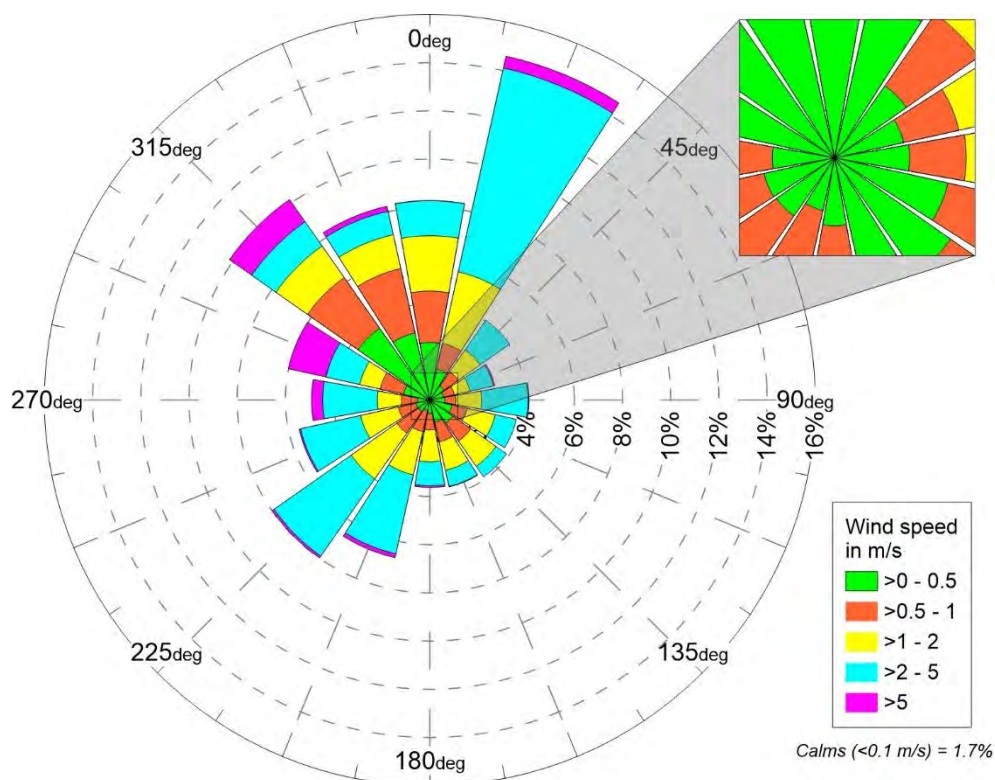 0deg
45deg
90deg
135deg
180deg
225deg
270deg
315deg
4%
6%
8%
10%
12%
14%
16%
Wind speed
in m/s
>0 - 0.5
>0.5 - 1
>1 - 2
>2 - 5
>5
Calms (<0.1 m/s) = 1.7%